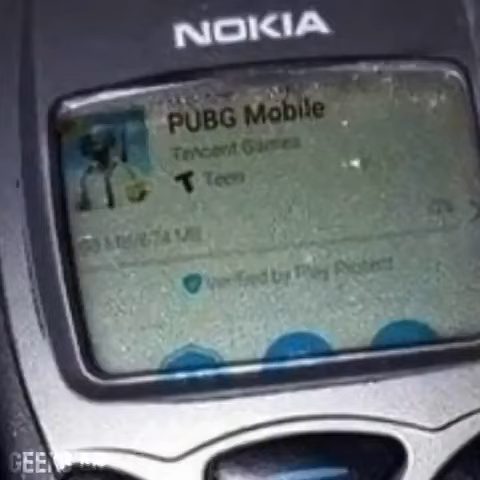 NOKIA
PUBG Mobile
Tencent Games
T Teen
Verified by Play Protect